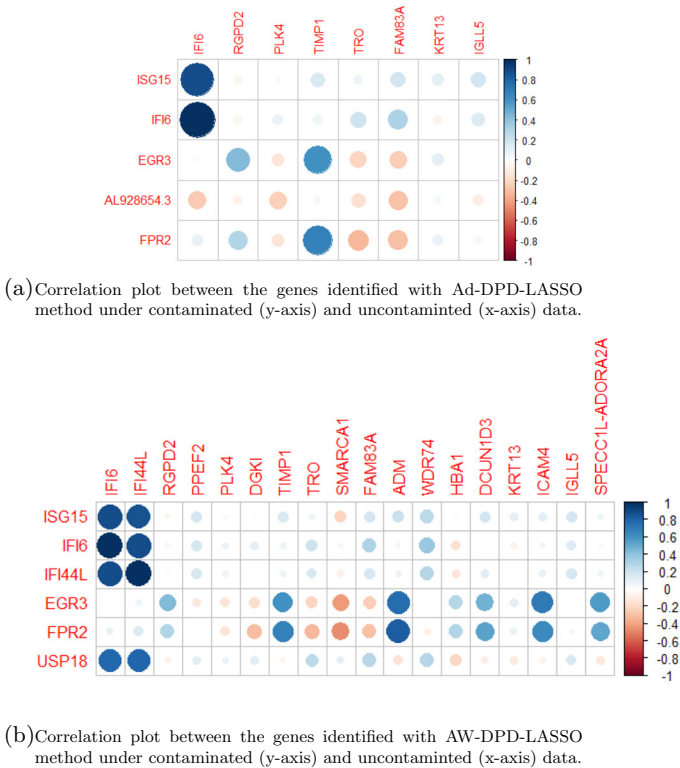 IFI6 RGPD2 PLK4 TIMP1 TRO FAM83A KRT13 IGLL5
ISG15
IFI6
EGR3
AL928654.3
FPR2
1
0.8
0.6
0.4
0.2
0
-0.2
-0.4
-0.6
-0.8
-1
(a) Correlation plot between the genes identified with Ad-DPD-LASSO
method under contaminated (y-axis) and uncontaminted (x-axis) data.
IFI6 IFI44L RGPD2 PPEF2 PLK4 DGKI TIMP1 TRO SMARCA1 FAM83A ADM WDR74 HBA1 DCUN1D3 KRT13 ICAM4 IGLL5 SPECC1L-ADORA2A
ISG15
IFI6
IFI44L
EGR3
FPR2
USP18
1
0.8
0.6
0.4
0.2
0
-0.2
-0.4
-0.6
-0.8
-1
(b) Correlation plot between the genes identified with AW-DPD-LASSO
method under contaminated (y-axis) and uncontaminted (x-axis) data.